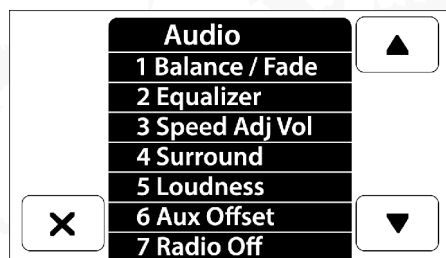 Audio
1 Balance / Fade
2 Equalizer
3 Speed Adj Vol
4 Surround
5 Loudness
6 Aux Offset
7 Radio Off